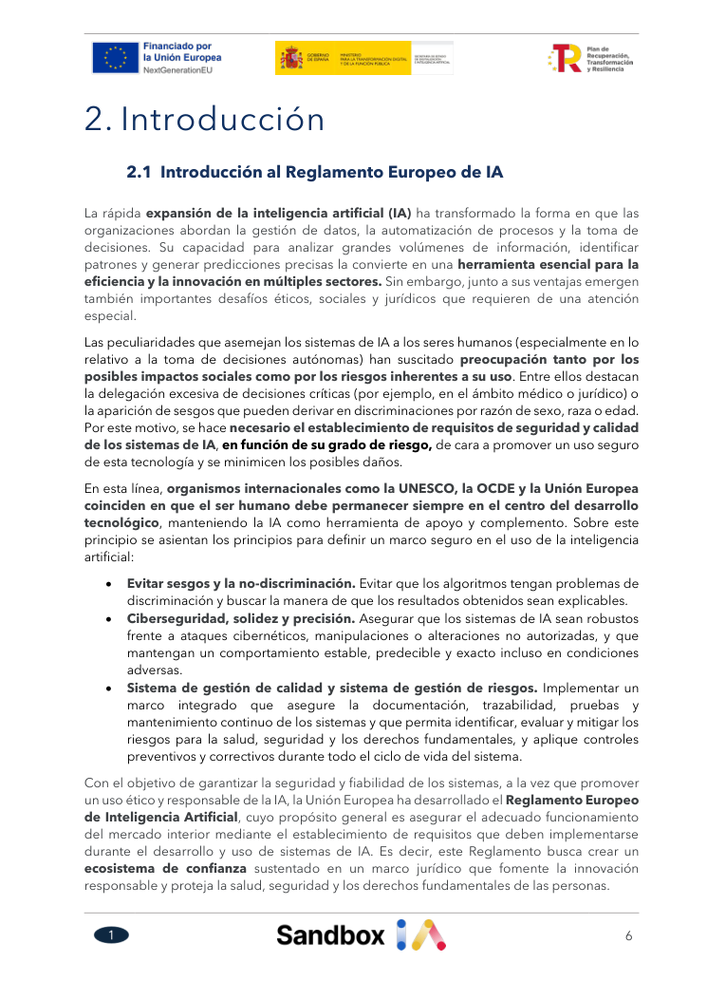 Financiado por
la Unión Europea
NextGenerationEU
GOBIERNO
DE ESPAÑA
MINISTERIO
PARA LA TRANSFORMACIÓN DIGITAL
Y DE LA FUNCIÓN PÚBLICA
SECRETARÍA DE ESTADO
DE DIGITALIZACIÓN
E INTELIGENCIA ARTIFICIAL
Plan de
Recuperación,
Transformación
y Resiliencia
2. Introducción
2.1 Introducción al Reglamento Europeo de IA
La rápida expansión de la inteligencia artificial (IA) ha transformado la forma en que las
organizaciones abordan la gestión de datos, la automatización de procesos y la toma de
decisiones. Su capacidad para analizar grandes volúmenes de información, identificar
patrones y generar predicciones precisas la convierte en una herramienta esencial para la
eficiencia y la innovación en múltiples sectores. Sin embargo, junto a sus ventajas emergen
también importantes desafíos éticos, sociales y jurídicos que requieren de una atención
especial.
Las peculiaridades que asemejan los sistemas de IA a los seres humanos (especialmente en lo
relativo a la toma de decisiones autónomas) han suscitado preocupación tanto por los
posibles impactos sociales como por los riesgos inherentes a su uso. Entre ellos destacan
la delegación excesiva de decisiones críticas (por ejemplo, en el ámbito médico o jurídico) o
la aparición de sesgos que pueden derivar en discriminaciones por razón de sexo, raza o edad.
Por este motivo, se hace necesario el establecimiento de requisitos de seguridad y calidad
de los sistemas de IA, en función de su grado de riesgo, de cara a promover un uso seguro
de esta tecnología y se minimicen los posibles daños.
En esta línea, organismos internacionales como la UNESCO, la OCDE y la Unión Europea
coinciden en que el ser humano debe permanecer siempre en el centro del desarrollo
tecnológico, manteniendo la IA como herramienta de apoyo y complemento. Sobre este
principio se asientan los principios para definir un marco seguro en el uso de la inteligencia
artificial:
• Evitar sesgos y la no-discriminación. Evitar que los algoritmos tengan problemas de
discriminación y buscar la manera de que los resultados obtenidos sean explicables.
• Ciberseguridad, solidez y precisión. Asegurar que los sistemas de IA sean robustos
frente a ataques cibernéticos, manipulaciones o alteraciones no autorizadas, y que
mantengan un comportamiento estable, predecible y exacto incluso en condiciones
adversas.
• Sistema de gestión de calidad y sistema de gestión de riesgos. Implementar un
marco integrado que asegure la documentación, trazabilidad, pruebas y
mantenimiento continuo de los sistemas y que permita identificar, evaluar y mitigar los
riesgos para la salud, seguridad y los derechos fundamentales, y aplique controles
preventivos y correctivos durante todo el ciclo de vida del sistema.
Con el objetivo de garantizar la seguridad y fiabilidad de los sistemas, a la vez que promover
un uso ético y responsable de la IA, la Unión Europea ha desarrollado el Reglamento Europeo
de Inteligencia Artificial, cuyo propósito general es asegurar el adecuado funcionamiento
del mercado interior mediante el establecimiento de requisitos que deben implementarse
durante el desarrollo y uso de sistemas de IA. Es decir, este Reglamento busca crear un
ecosistema de confianza sustentado en un marco jurídico que fomente la innovación
responsable y proteja la salud, seguridad y los derechos fundamentales de las personas.
1
Sandbox IA
6